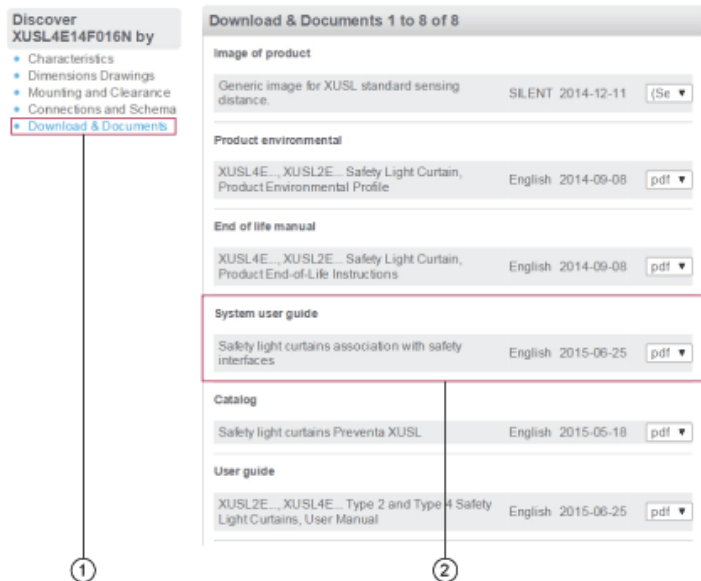 Discover
XUSL4E14F016N by
Characteristics
Dimensions Drawings
Mounting and Clearance
Connections and Schema
Download & Documents
Download & Documents 1 to 8 of 8
Image of product
Generic image for XUSL standard sensing
distance.
SILENT 2014-12-11 (Se
Product environmental
XUSL4E..., XUSL2E... Safety Light Curtain,
Product Environmental Profile
English 2014-09-08 pdf
End of life manual
XUSL4E..., XUSL2E... Safety Light Curtain,
Product End-of-Life Instructions
English 2014-09-08 pdf
System user guide
Safety light curtains association with safety
interfaces
English 2015-06-25 pdf
Catalog
Safety light curtains Preventa XUSL English 2015-05-18 pdf
User guide
XUSL2E..., XUSL4E... Type 2 and Type 4 Safety
Light Curtains, User Manual
English 2015-06-25 pdf
1
2